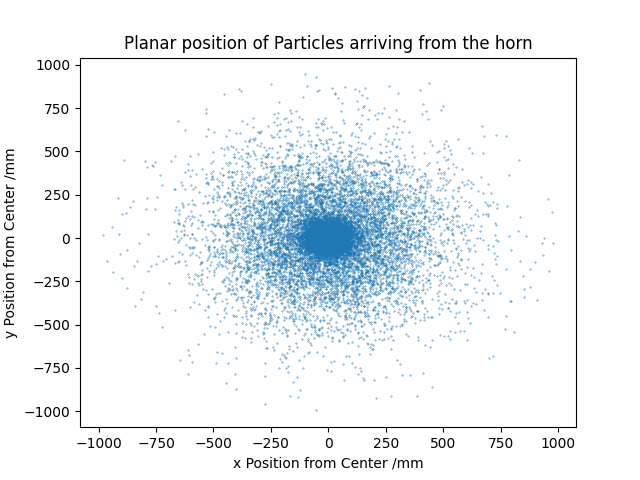 Planar position of Particles arriving from the horn
1000
750
500
250
0
−250
−500
−750
−1000
y Position from Center /mm
−1000 −750 −500 −250 0 250 500 750 1000
x Position from Center /mm